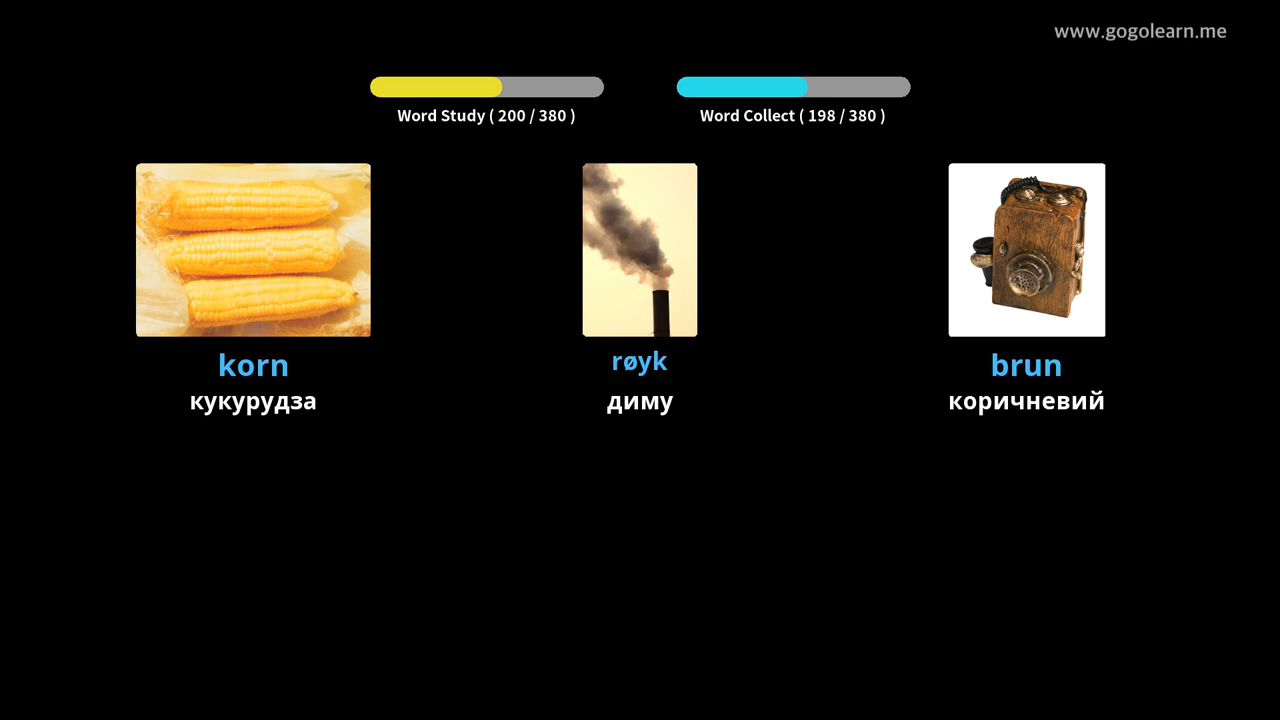 www.gogolearn.me
Word Study ( 200 / 380 )
Word Collect ( 198 / 380 )
korn
røyk
brun
кукурудза
диму
коричневий